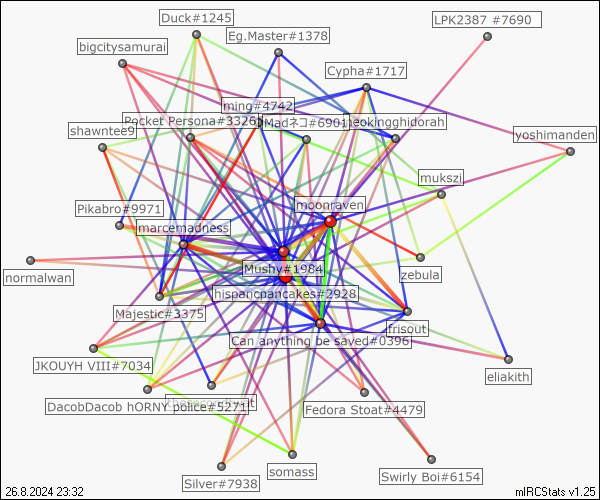 Duck#1245
LPK2387 #7690
Eg.Master#1378
bigcitysamurai
Cypha#1717
ming#4742
Pocket Persona#3326
Madネコ#6901
leokingghidorah
shawntee9
yoshimanden
mukszi
Pikabro#9971
moonraven
marcemadness
Mushy#1984
zebula
normalwan
hispancpancakes#2928
Majestic#3375
frisout
Can anything be saved#0396
JKOUYH VIII#7034
eliakith
DacobDacob hORNY police#5271
Fedora Stoat#4479
somass
Swirly Boi#6154
Silver#7938
26.8.2024 23:32
mIRCStats v1.25